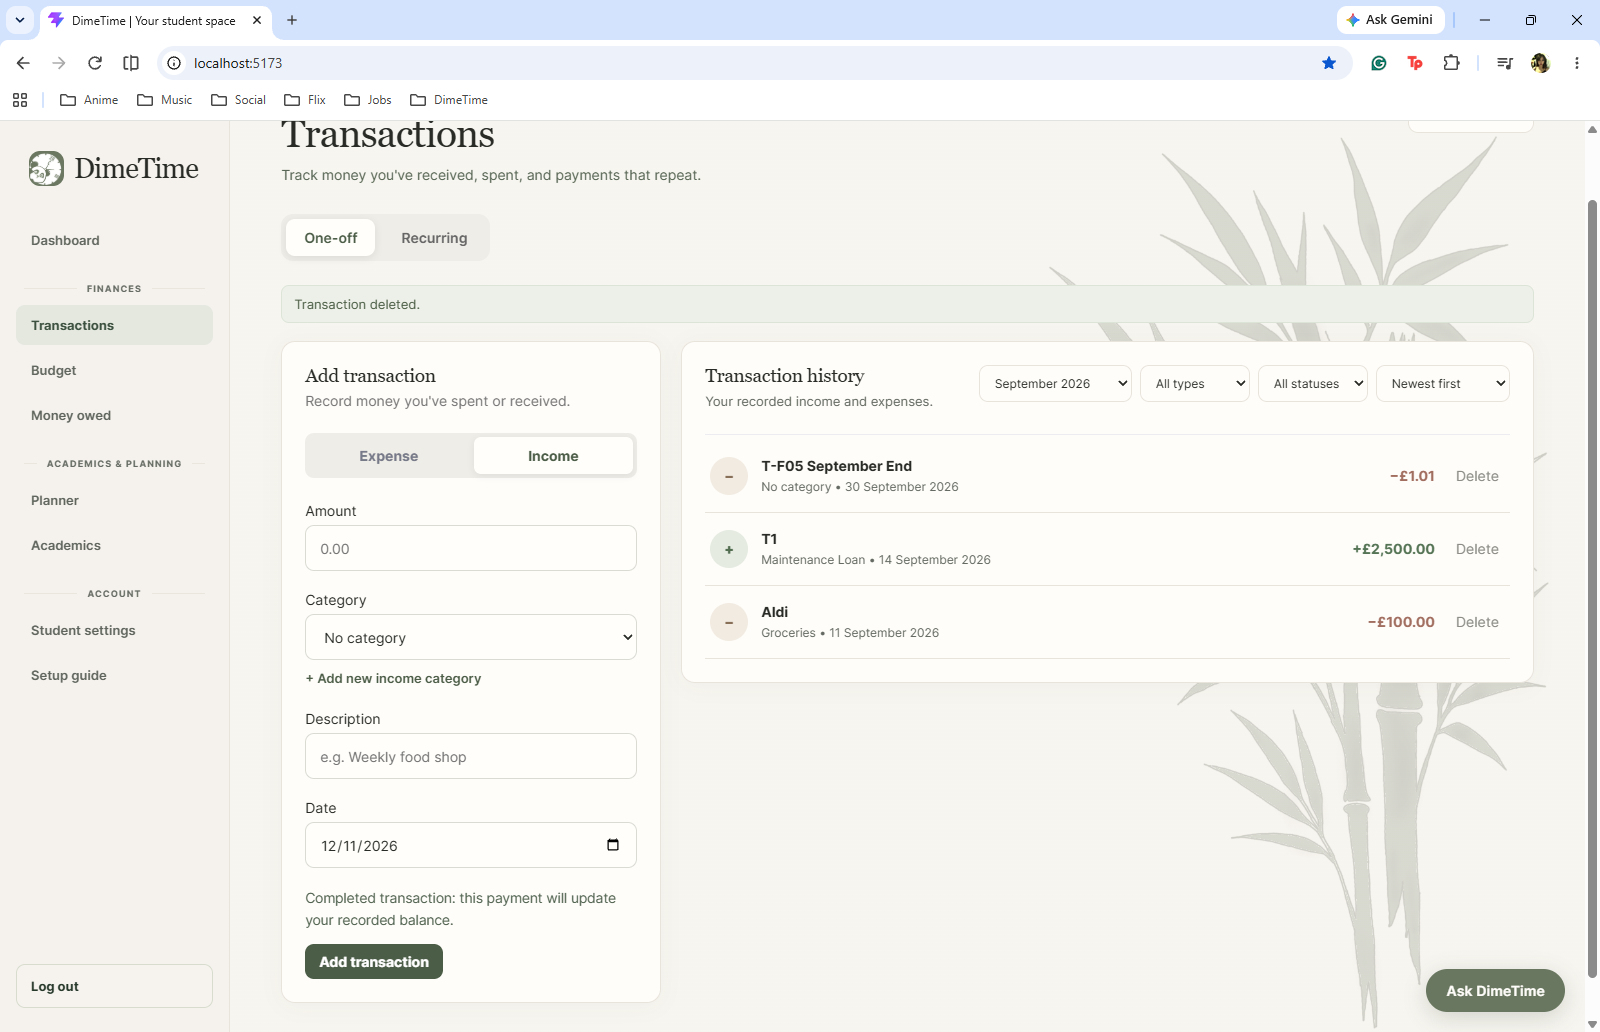 DimeTime | Your student space
Ask Gemini
localhost:5173
Anime
Music
Social
Flix
Jobs
DimeTime
DimeTime
Dashboard
FINANCES
Transactions
Budget
Money owed
ACADEMICS & PLANNING
Planner
Academics
ACCOUNT
Student settings
Setup guide
Log out
Transactions
Track money you've received, spent, and payments that repeat.
One-off
Recurring
Transaction deleted.
Add transaction
Record money you've spent or received.
Expense
Income
Amount
0.00
Category
No category
+ Add new income category
Description
e.g. Weekly food shop
Date
12/11/2026
Completed transaction: this payment will update
your recorded balance.
Add transaction
Transaction history
Your recorded income and expenses.
September 2026
All types
All statuses
Newest first
T-F05 September End
No category • 30 September 2026
−£1.01
Delete
T1
Maintenance Loan • 14 September 2026
+£2,500.00
Delete
Aldi
Groceries • 11 September 2026
−£100.00
Delete
Ask DimeTime